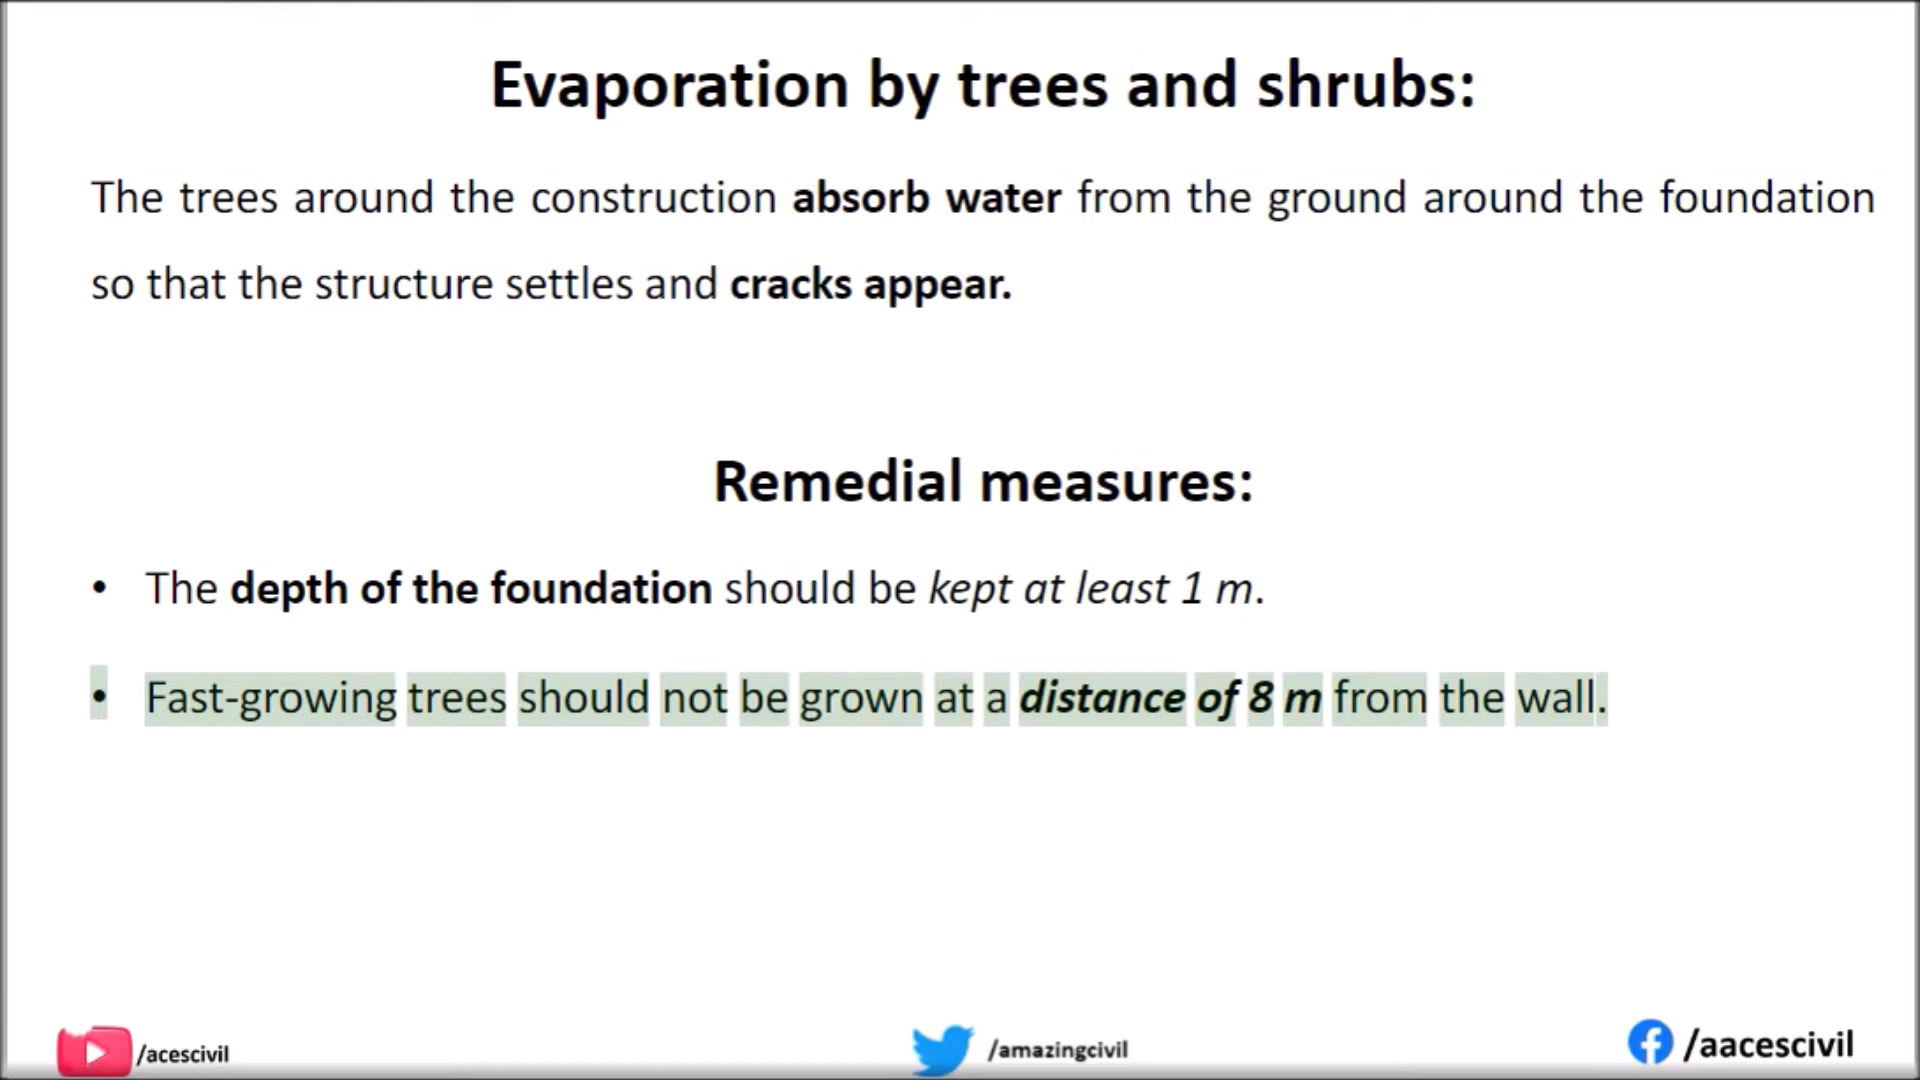 Evaporation by trees and shrubs:
The trees around the construction absorb water from the ground around the foundation
so that the structure settles and cracks appear.
Remedial measures:
• The depth of the foundation should be kept at least 1 m.
• Fast-growing trees should not be grown at a distance of 8 m from the wall.
/acescivil
/amazingcivil
/aacescivil